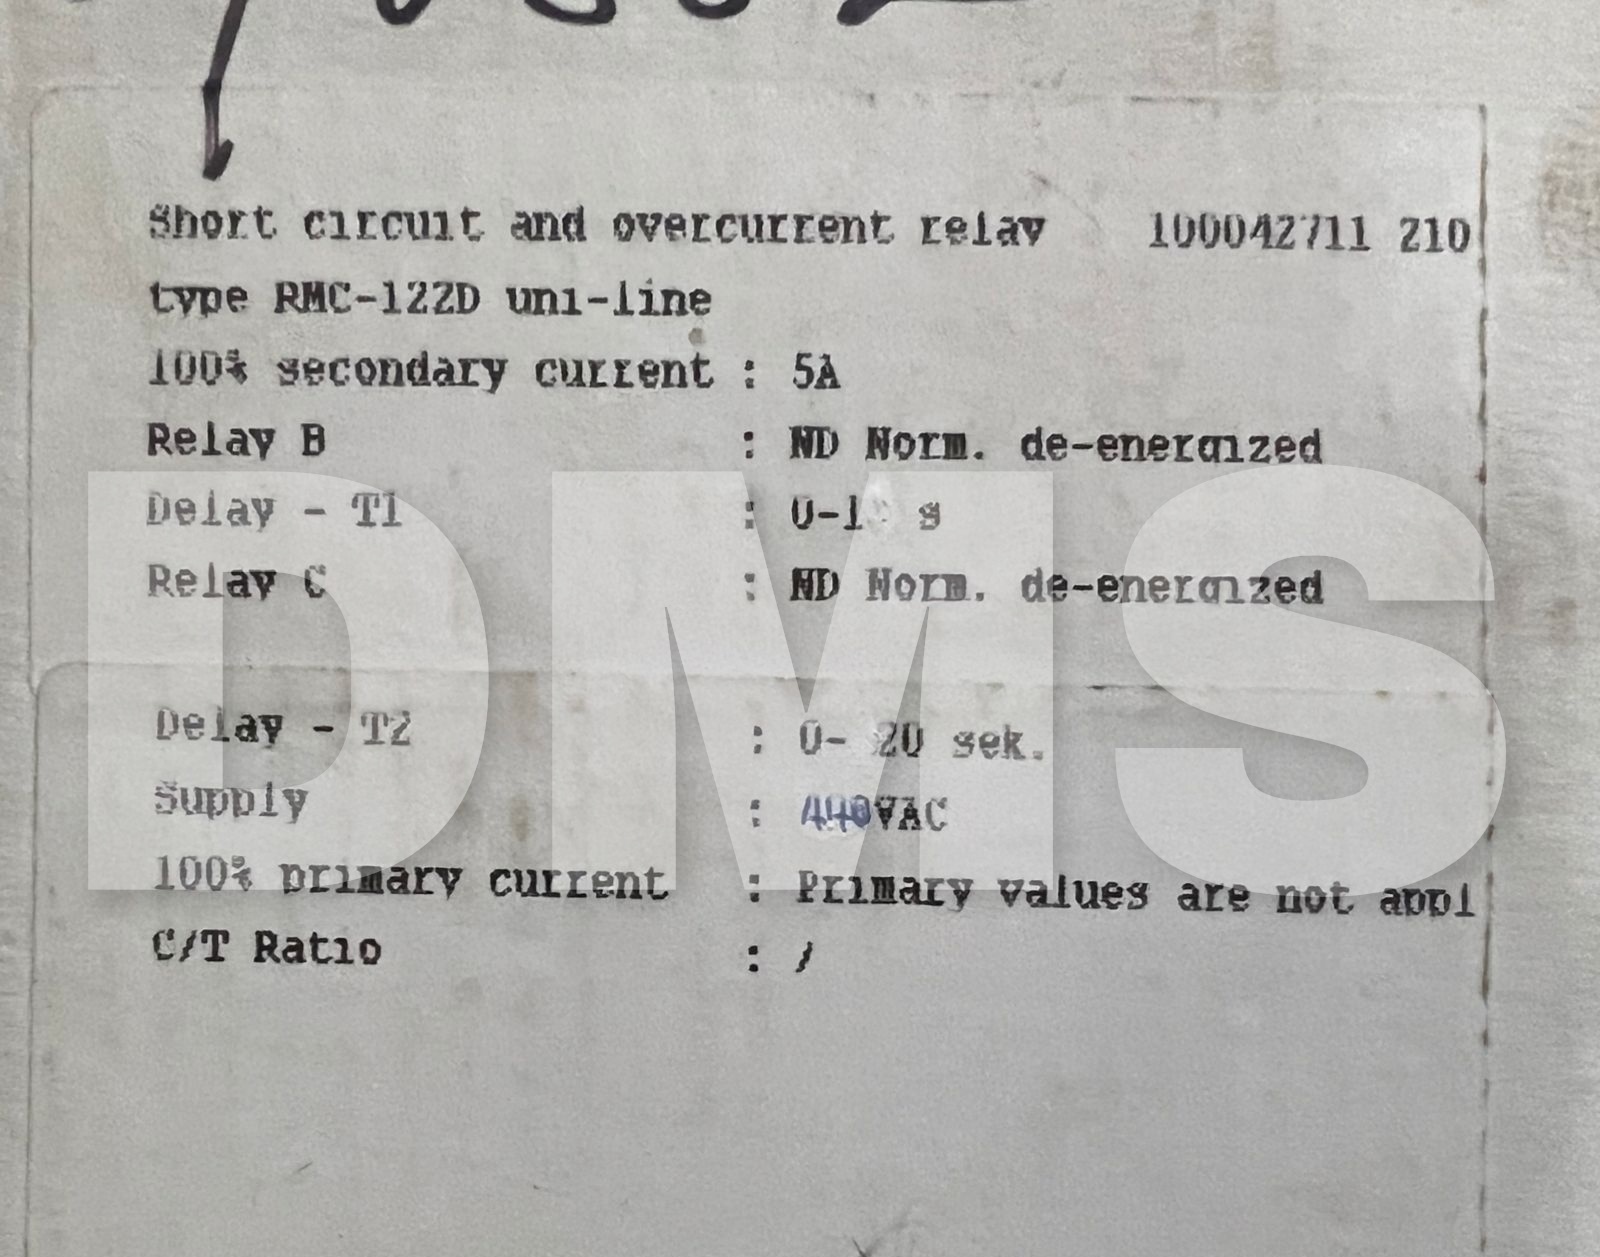 Short circuit and overcurrent relay 100042711 210
type RMC-122D uni-line
100% secondary current : 5A
Relay B : ND Norm. de-energized
Delay - T1 : s
Relay C : ND Norm. de-energized
Delay - T2 : 0- 20 sek.
Supply : 440VAC
100% primary current : Primary values are not appl
C/T Ratio : /
DMS